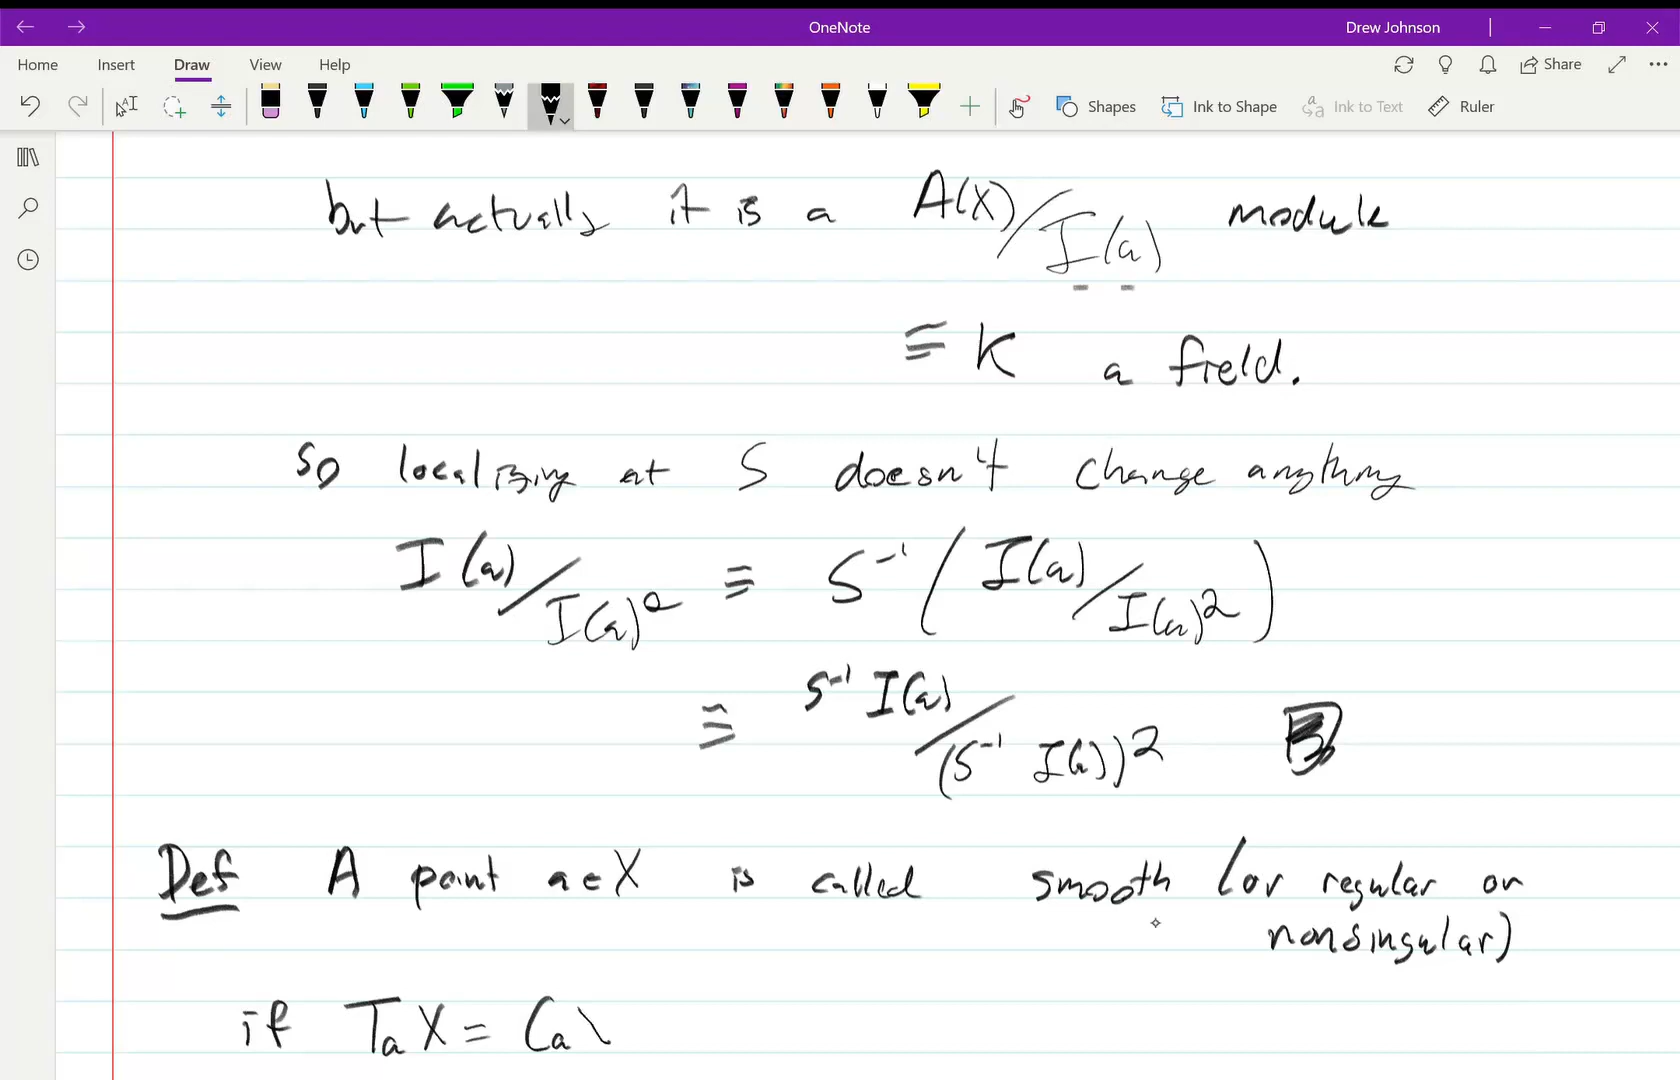 OneNote
Drew Johnson
Home Insert Draw View Help
Share
Shapes Ink to Shape Ink to Text Ruler
but actually it is a A(X)/I(a) module
≅ K a field.
So localizing at S doesn't change anything
I(a)/I(a)² ≅ S⁻¹(I(a)/I(a)²)
≅ S⁻¹ I(a)/(S⁻¹ I(a))²
Def A point a∈X is called smooth (or regular or
nonsingular)
if TₐX = Cₐ